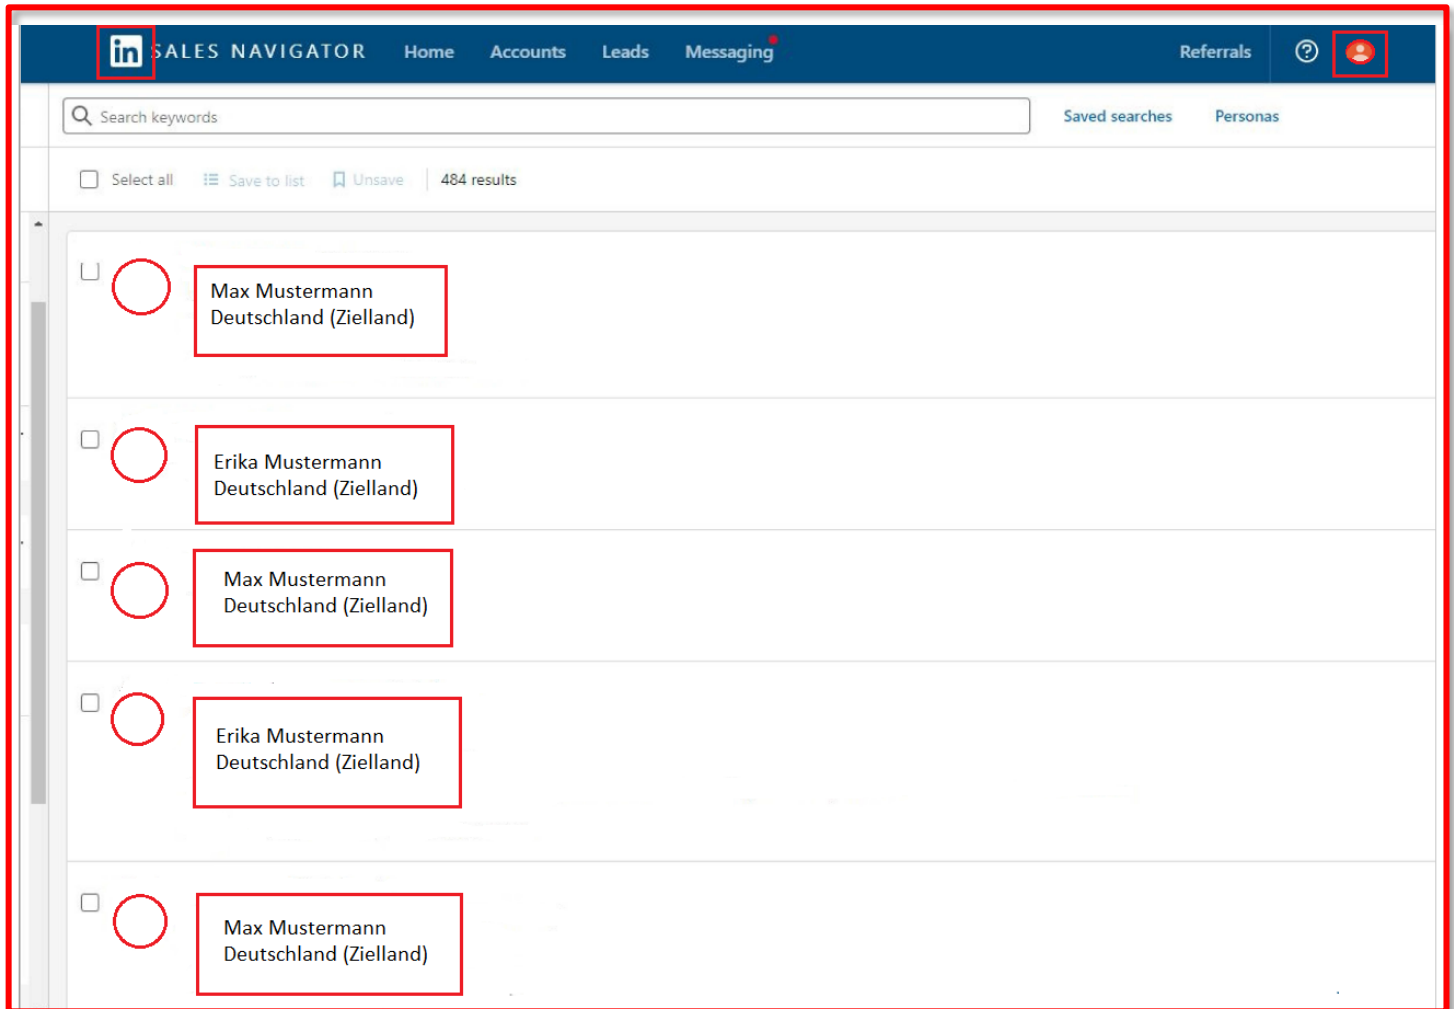 in SALES NAVIGATOR Home Accounts Leads Messaging Referrals ?
Search keywords Saved searches Personas
Select all Save to list Unsave 484 results
Max Mustermann
Deutschland (Zielland)
Erika Mustermann
Deutschland (Zielland)
Max Mustermann
Deutschland (Zielland)
Erika Mustermann
Deutschland (Zielland)
Max Mustermann
Deutschland (Zielland)